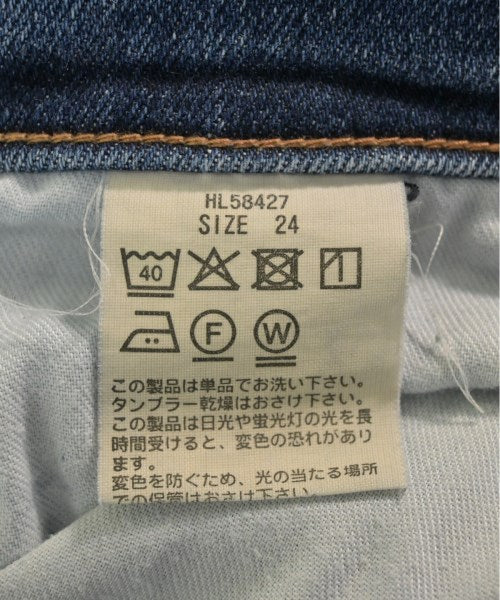 HL58427
SIZE 24
40
F W
この製品は単品でお洗い下さい。
タンブラー乾燥はおさけ下さい。
この製品は日光や蛍光灯の光を長
時間受けると、変色の恐れがあり
ます。
変色を防ぐため、光の当たる場所
での保管はおさけ下さい。